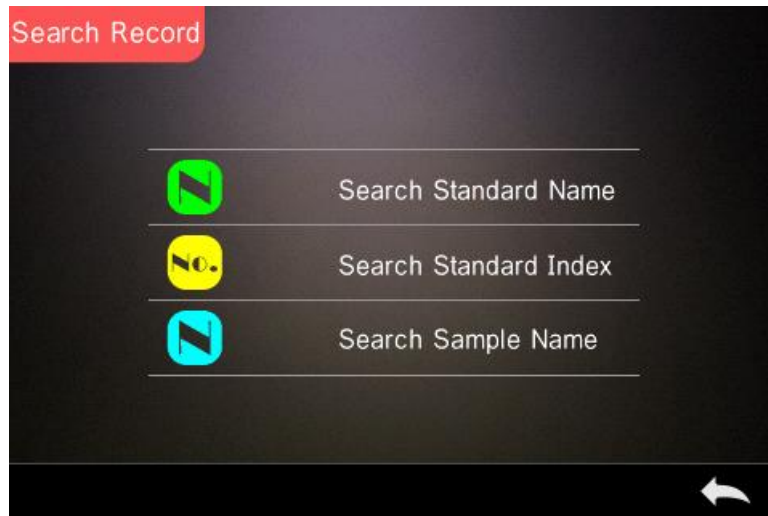 Search Record
N
Search Standard Name
No.
Search Standard Index
N
Search Sample Name